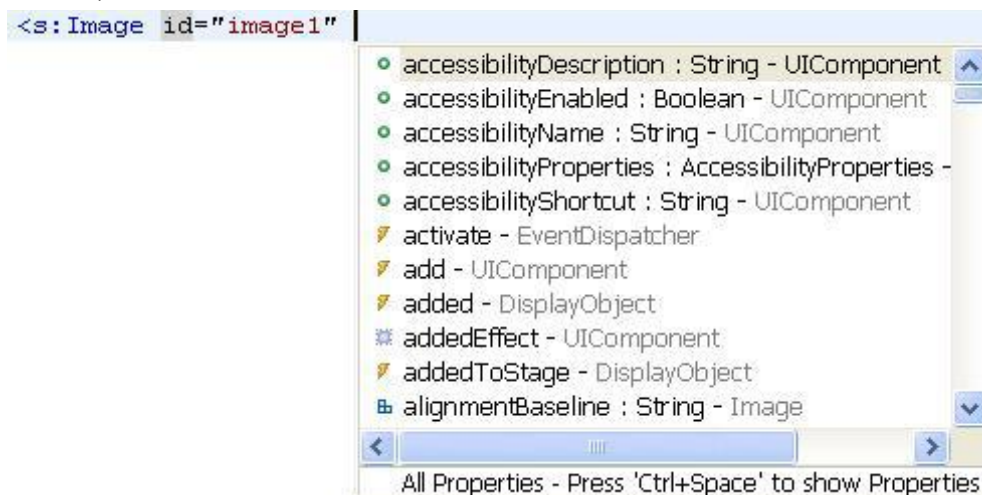 <s:Image id="image1"
accessibilityDescription : String - UIComponent
accessibilityEnabled : Boolean - UIComponent
accessibilityName : String - UIComponent
accessibilityProperties : AccessibilityProperties -
accessibilityShortcut : String - UIComponent
activate - EventDispatcher
add - UIComponent
added - DisplayObject
addedEffect - UIComponent
addedToStage - DisplayObject
alignmentBaseline : String - Image
All Properties - Press 'Ctrl+Space' to show Properties